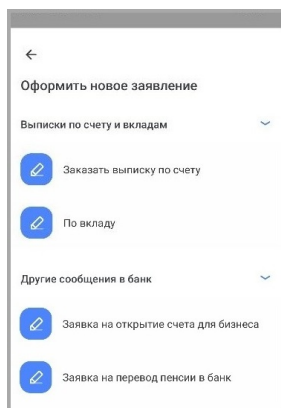 Оформить новое заявление
Выписки по счету и вкладам
Заказать выписку по счету
По вкладу
Другие сообщения в банк
Заявка на открытие счета для бизнеса
Заявка на перевод пенсии в банк